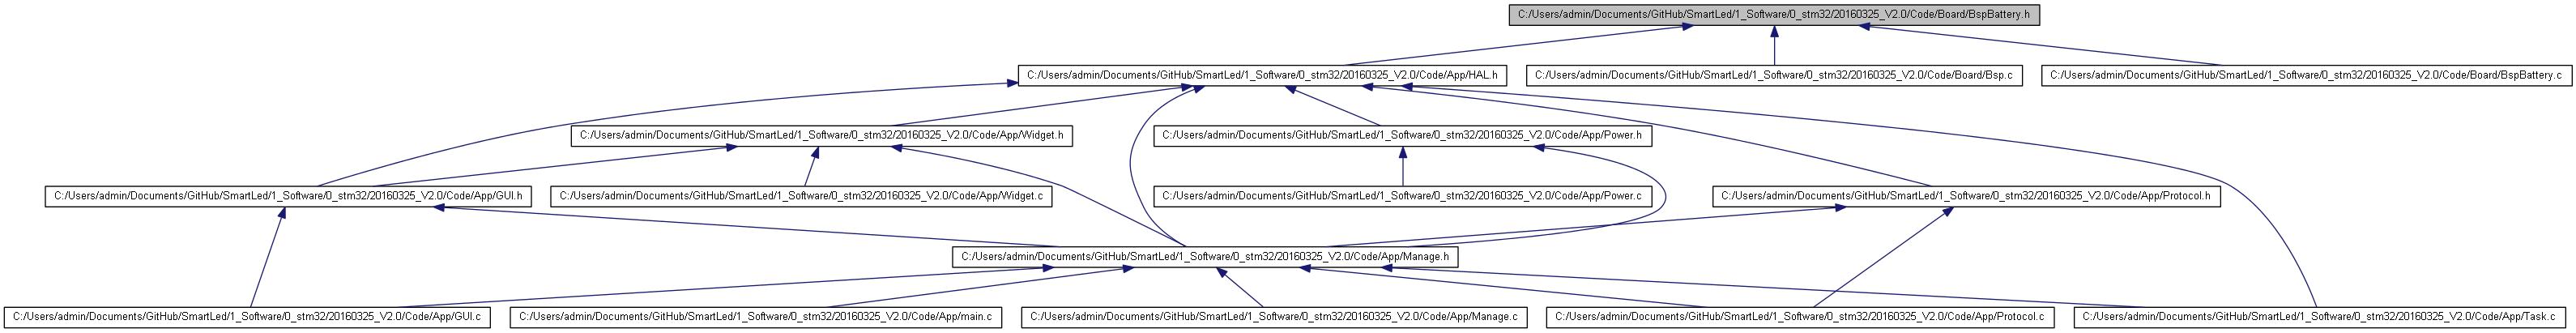 C:/Users/admin/Documents/GitHub/SmartLed/1_Software/0_stm32/20160325_V2.0/Code/Board/BspBattery.h
C:/Users/admin/Documents/GitHub/SmartLed/1_Software/0_stm32/20160325_V2.0/Code/App/HAL.h
C:/Users/admin/Documents/GitHub/SmartLed/1_Software/0_stm32/20160325_V2.0/Code/Board/Bsp.c
C:/Users/admin/Documents/GitHub/SmartLed/1_Software/0_stm32/20160325_V2.0/Code/Board/BspBattery.c
C:/Users/admin/Documents/GitHub/SmartLed/1_Software/0_stm32/20160325_V2.0/Code/App/Widget.h
C:/Users/admin/Documents/GitHub/SmartLed/1_Software/0_stm32/20160325_V2.0/Code/App/Power.h
C:/Users/admin/Documents/GitHub/SmartLed/1_Software/0_stm32/20160325_V2.0/Code/App/GUI.h
C:/Users/admin/Documents/GitHub/SmartLed/1_Software/0_stm32/20160325_V2.0/Code/App/Widget.c
C:/Users/admin/Documents/GitHub/SmartLed/1_Software/0_stm32/20160325_V2.0/Code/App/Power.c
C:/Users/admin/Documents/GitHub/SmartLed/1_Software/0_stm32/20160325_V2.0/Code/App/Protocol.h
C:/Users/admin/Documents/GitHub/SmartLed/1_Software/0_stm32/20160325_V2.0/Code/App/Manage.h
C:/Users/admin/Documents/GitHub/SmartLed/1_Software/0_stm32/20160325_V2.0/Code/App/GUI.c
C:/Users/admin/Documents/GitHub/SmartLed/1_Software/0_stm32/20160325_V2.0/Code/App/main.c
C:/Users/admin/Documents/GitHub/SmartLed/1_Software/0_stm32/20160325_V2.0/Code/App/Manage.c
C:/Users/admin/Documents/GitHub/SmartLed/1_Software/0_stm32/20160325_V2.0/Code/App/Protocol.c
C:/Users/admin/Documents/GitHub/SmartLed/1_Software/0_stm32/20160325_V2.0/Code/App/Task.c